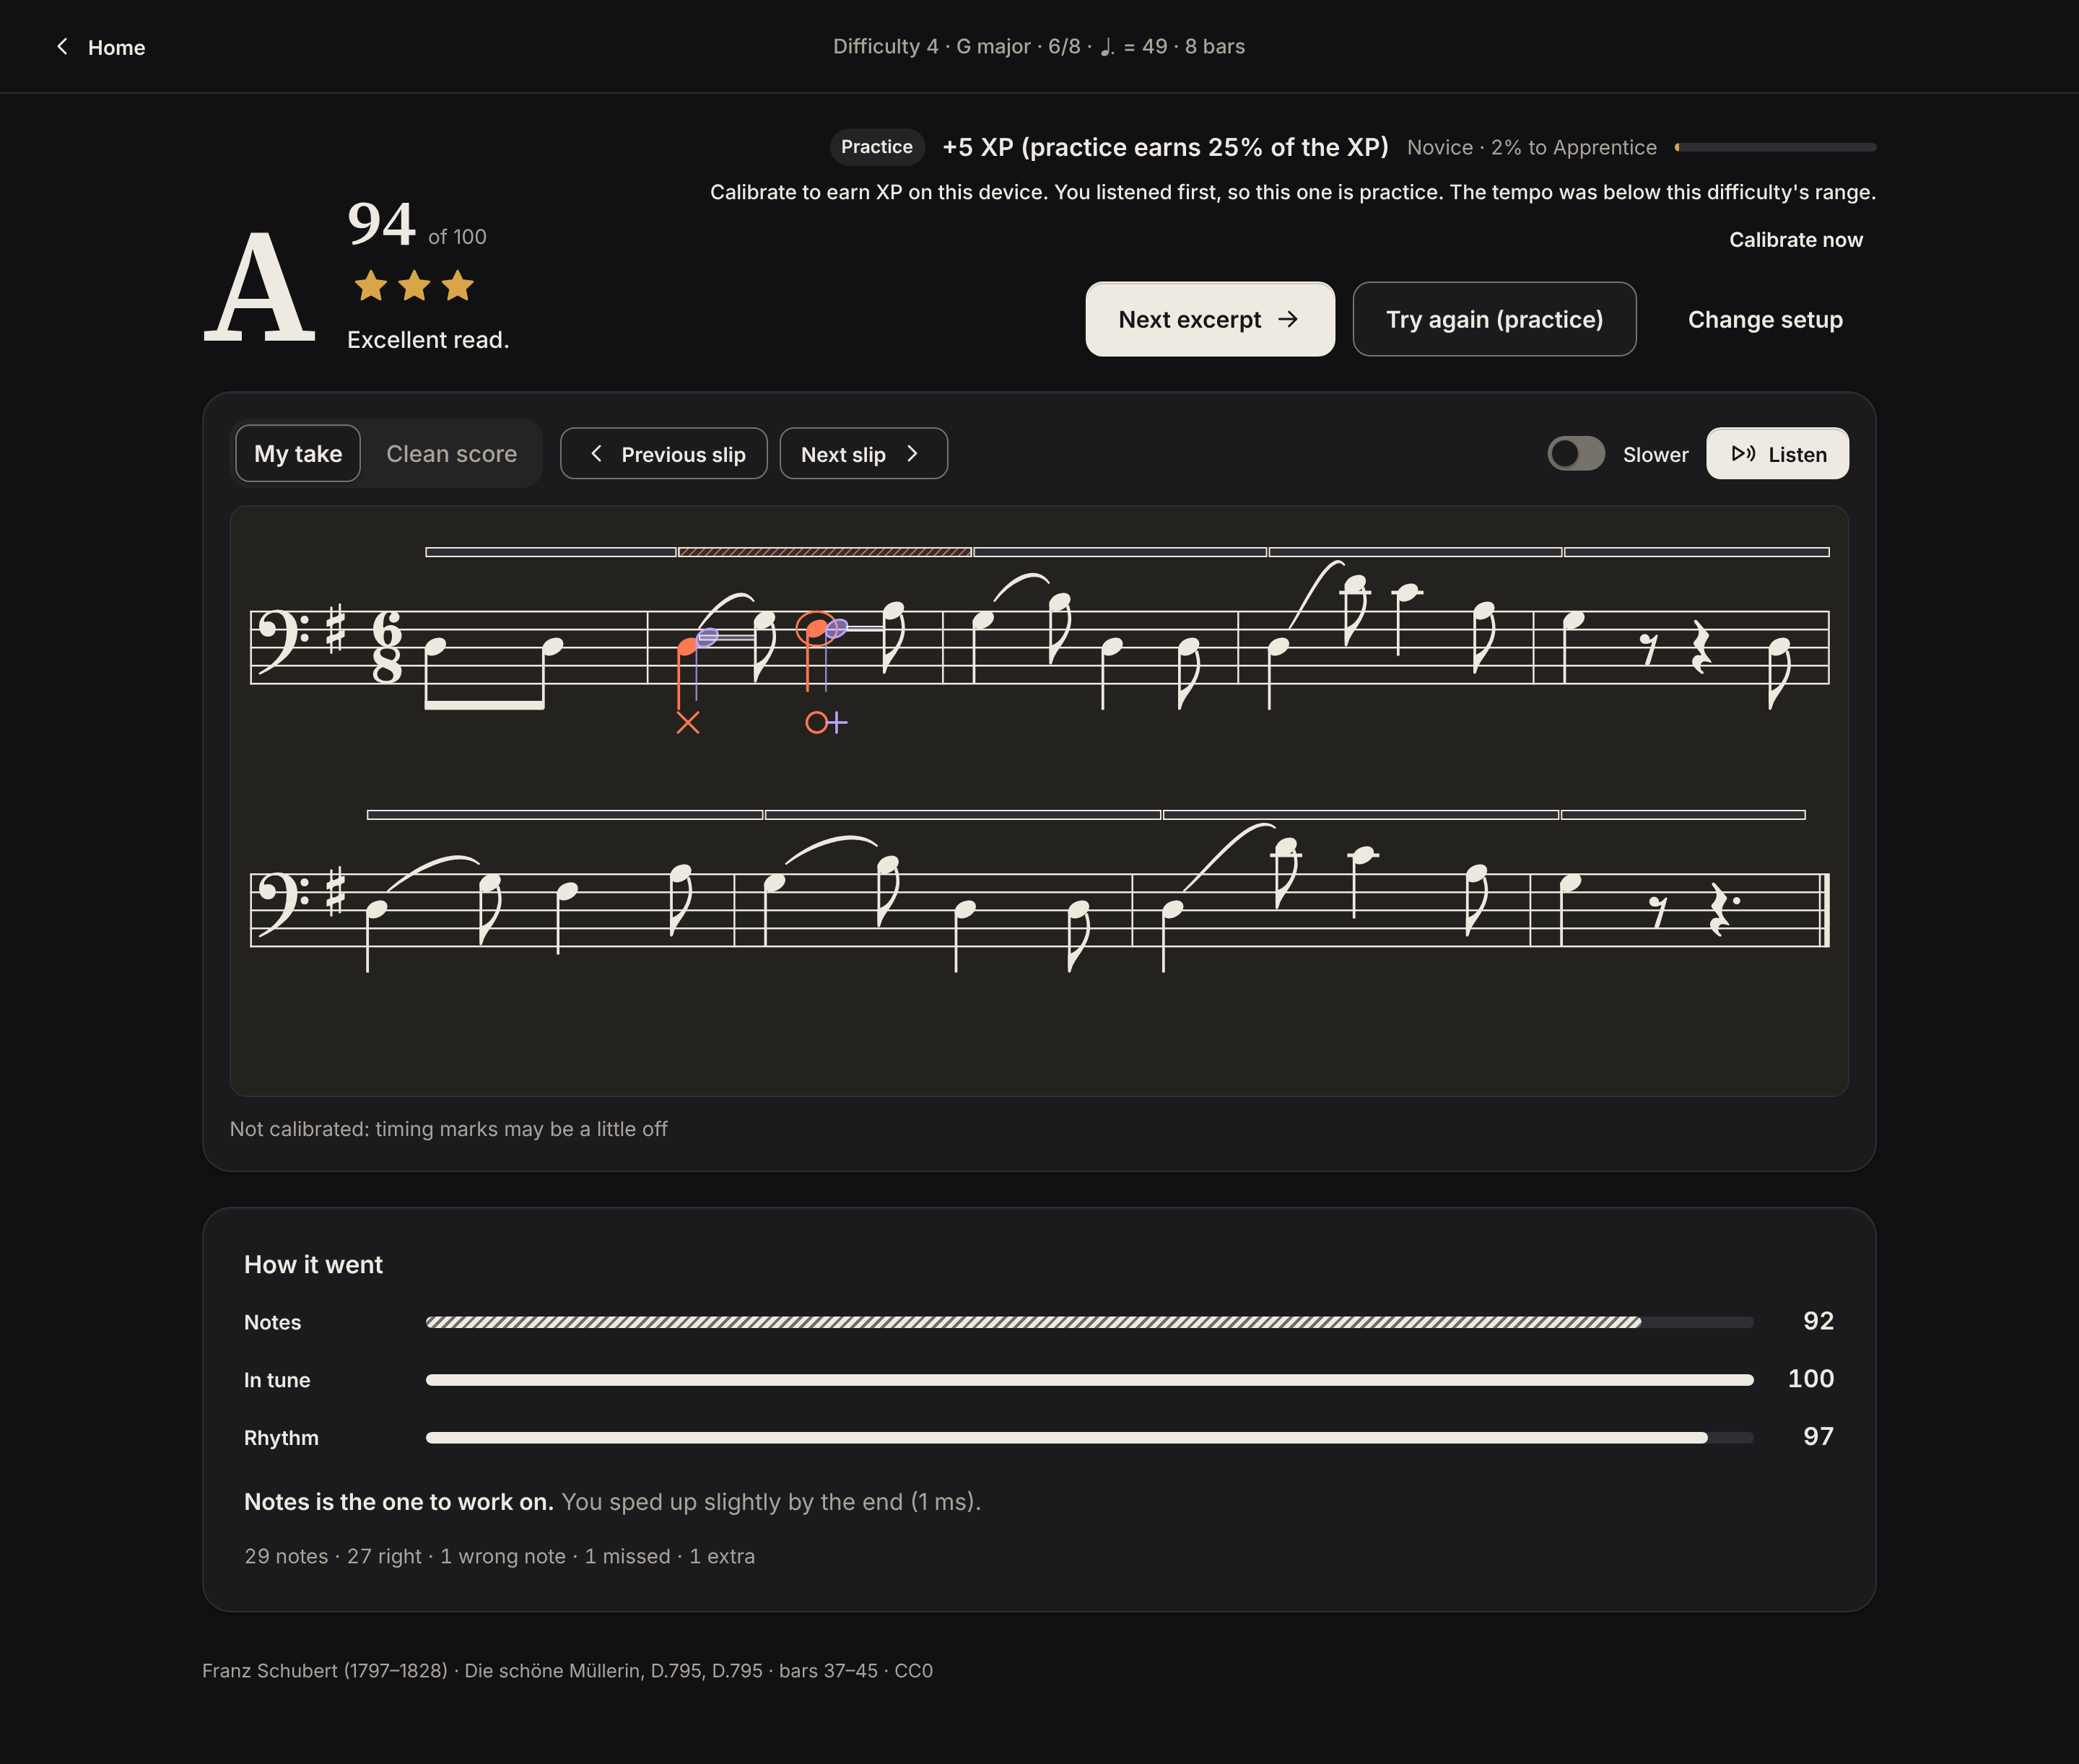 Home
Difficulty 4 · G major · 6/8 · ♩. = 49 · 8 bars
Practice +5 XP (practice earns 25% of the XP) Novice · 2% to Apprentice
Calibrate to earn XP on this device. You listened first, so this one is practice. The tempo was below this difficulty's range.
Calibrate now
A
94 of 100
Excellent read.
Next excerpt → Try again (practice) Change setup
My take Clean score Previous slip Next slip Slower Listen
6
8
Not calibrated: timing marks may be a little off
How it went
Notes 92
In tune 100
Rhythm 97
Notes is the one to work on. You sped up slightly by the end (1 ms).
29 notes · 27 right · 1 wrong note · 1 missed · 1 extra
Franz Schubert (1797–1828) · Die schöne Müllerin, D.795, D.795 · bars 37–45 · CC0